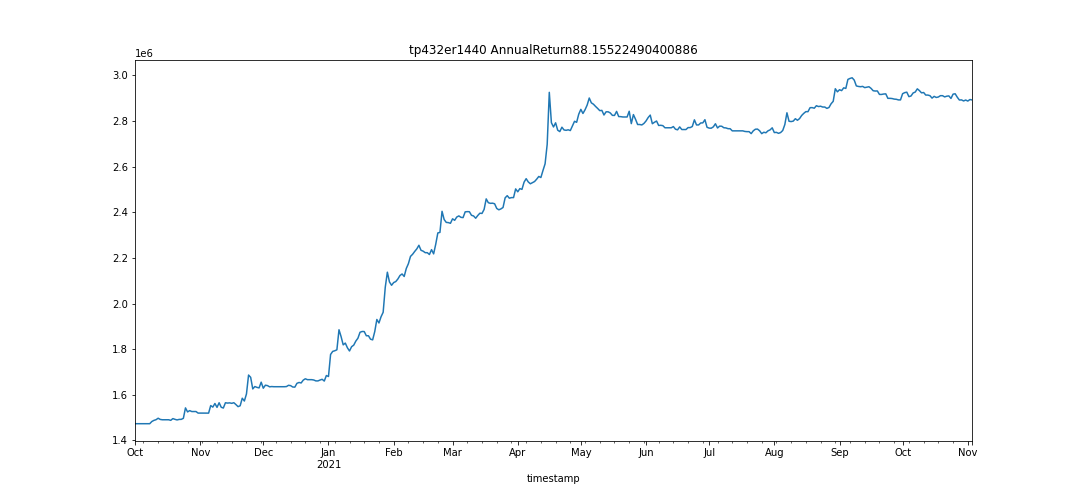 tp432er1440 AnnualReturn88.15522490400886
1e6
3.0
2.8
2.6
2.4
2.2
2.0
1.8
1.6
1.4
Oct Nov Dec Jan Feb Mar Apr May Jun Jul Aug Sep Oct Nov
2021
timestamp